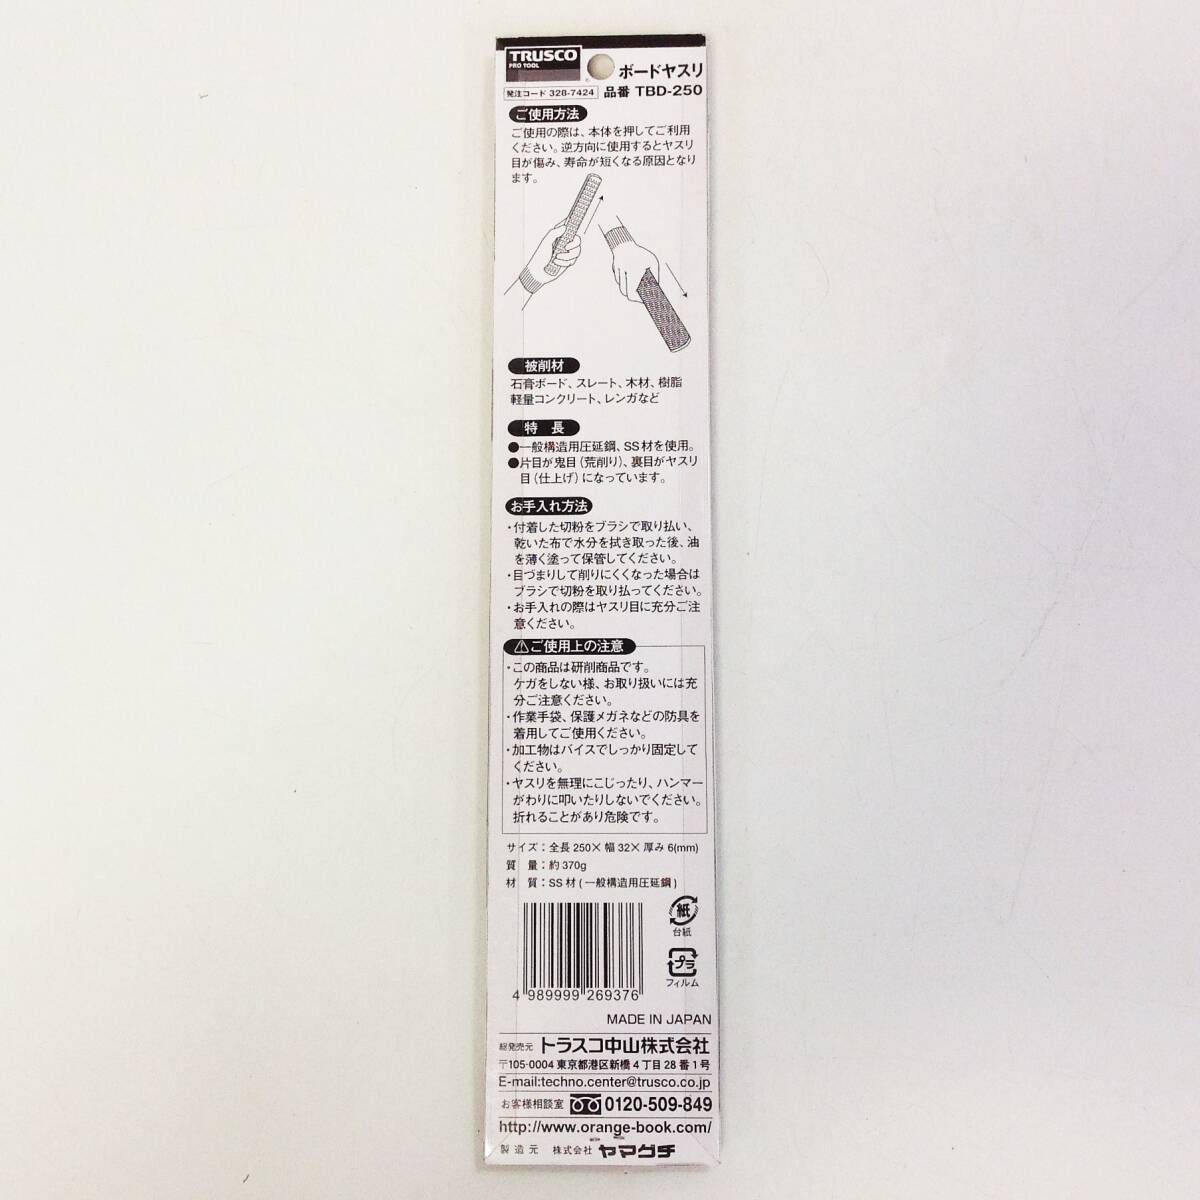 TRUSCO
PRO TOOL
ボードヤスリ
発注コード 328-7424
品番 TBD-250
ご使用方法
ご使用の際は、本体を押してご利用
ください。逆方向に使用するとヤスリ
目が傷み、寿命が短くなる原因となり
ます。
被削材
石膏ボード、スレート、木材、樹脂
軽量コンクリート、レンガなど
特長
●一般構造用圧延鋼、SS材を使用。
●片目が鬼目(荒削り)、裏目がヤスリ
目(仕上げ)になっています。
お手入れ方法
・付着した切粉をブラシで取り払い、
乾いた布で水分を拭き取った後、油
を薄く塗って保管してください。
・目づまりして削りにくくなった場合は
ブラシで切粉を取り払ってください。
・お手入れの際はヤスリ目に充分ご注
意ください。
⚠ご使用上の注意
・この商品は研削商品です。
ケガをしない様、お取り扱いには充
分ご注意ください。
・作業手袋、保護メガネなどの防具を
着用してご使用ください。
・加工物はバイスでしっかり固定して
ください。
・ヤスリを無理にこじったり、ハンマー
がわりに叩いたりしないでください。
折れることがあり危険です。
サイズ:全長250×幅32×厚み6(mm)
質量:約370g
材質:SS材(一般構造用圧延鋼)
紙
台紙
プラ
フィルム
4 989999 269376
MADE IN JAPAN
総発売元 トラスコ中山株式会社
〒105-0004 東京都港区新橋4丁目28番1号
E-mail:techno.center@trusco.co.jp
お客様相談室 0120-509-849
http://www.orange-book.com/
製造元 株式会社 ヤマグチ